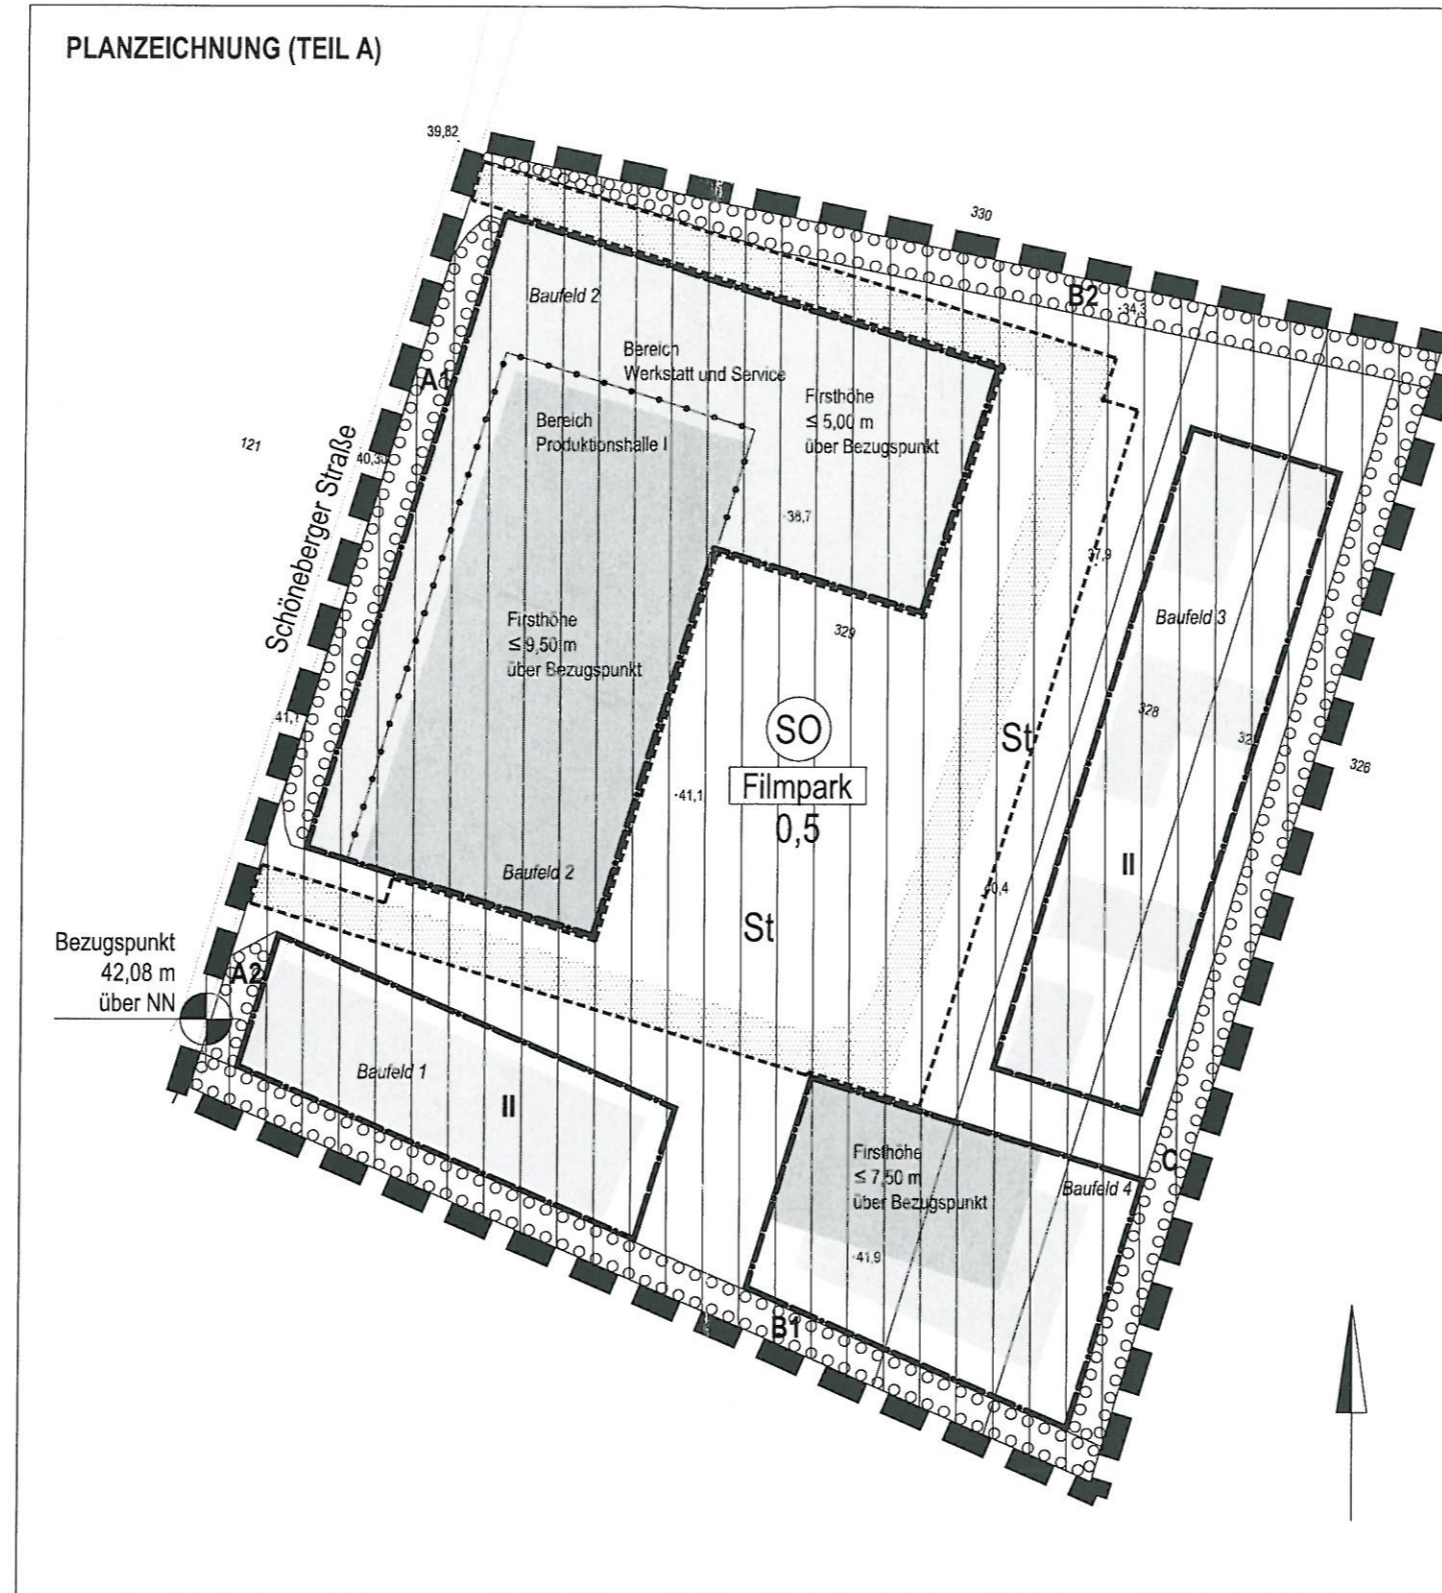 PLANZEICHNUNG (TEIL A)
39,82
330
B2
-34,3
Baufeld 2
Bereich
Werkstatt und Service
A1
Firsthöhe
≤ 5,00 m
über Bezugspunkt
Bereich
Produktionshalle I
121
Schöneberger Straße
-38,7
37,9
Firsthöhe
≤ 9,50 m
über Bezugspunkt
329
Baufeld 3
328
41,1
SO
St
326
Filmpark
-41,1
0,5
II
Baufeld 2
40,4
St
Bezugspunkt
42,08 m
über NN
A2
Baufeld 1
II
Firsthöhe
≤ 7,50 m
über Bezugspunkt
C
Baufeld 4
-41,9
B1